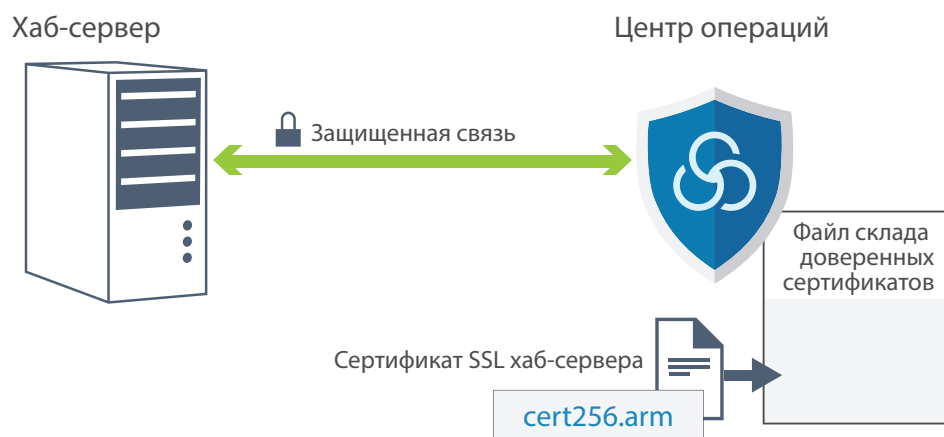 Хаб-сервер
Центр операций
Защищенная связь
Файл склада
доверенных
сертификатов
Сертификат SSL хаб-сервера
cert256.arm